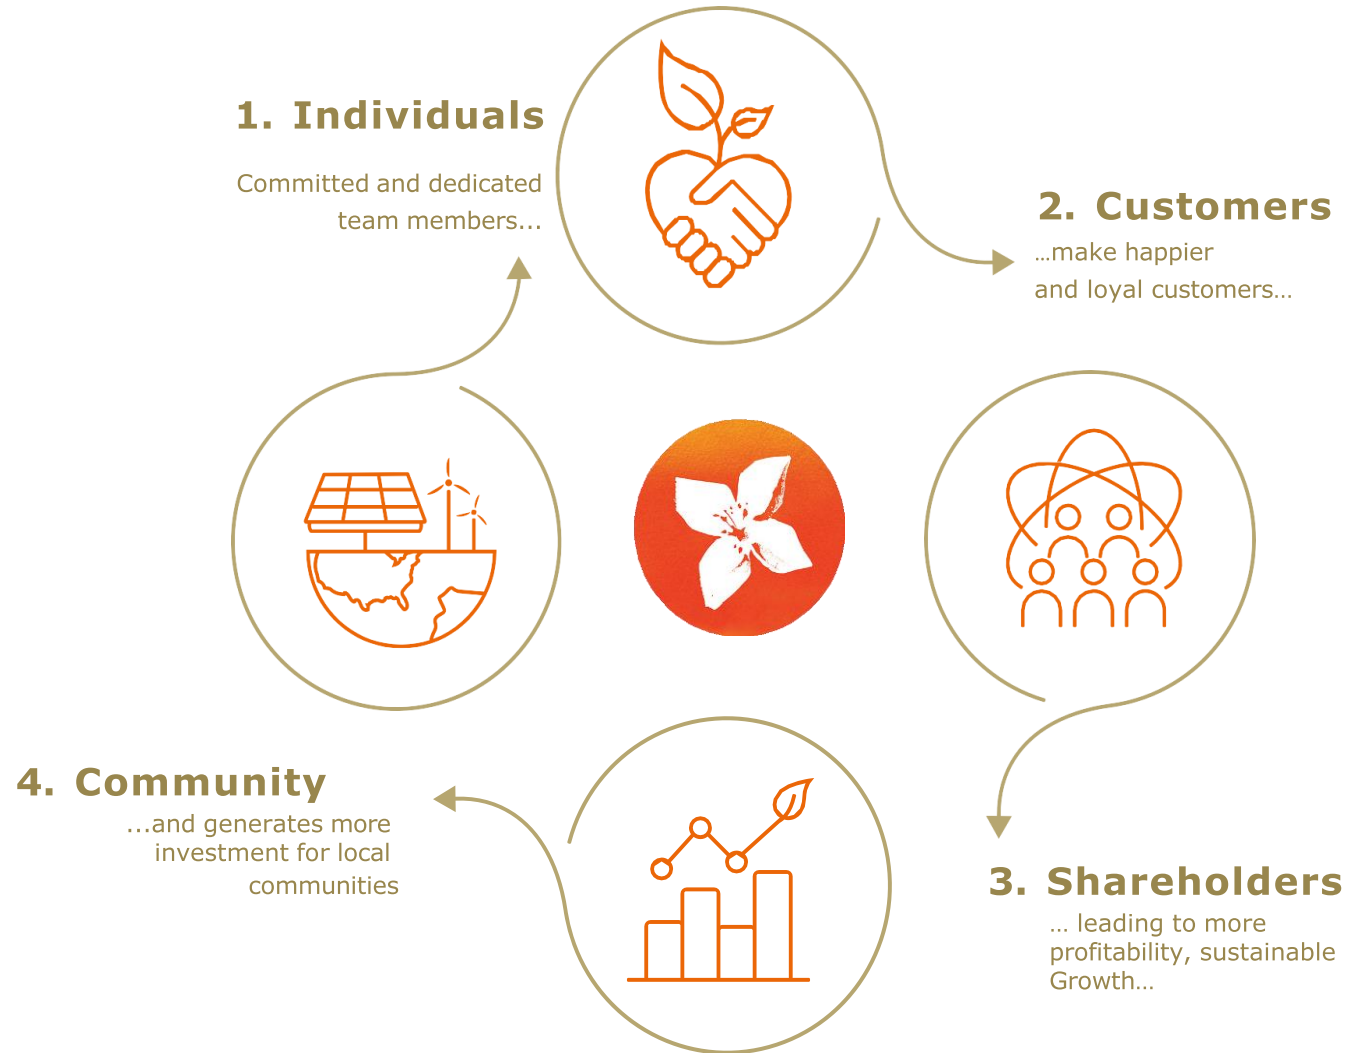 1. Individuals
Committed and dedicated
team members...
2. Customers
...make happier
and loyal customers...
3. Shareholders
... leading to more
profitability, sustainable
Growth...
4. Community
...and generates more
investment for local
communities